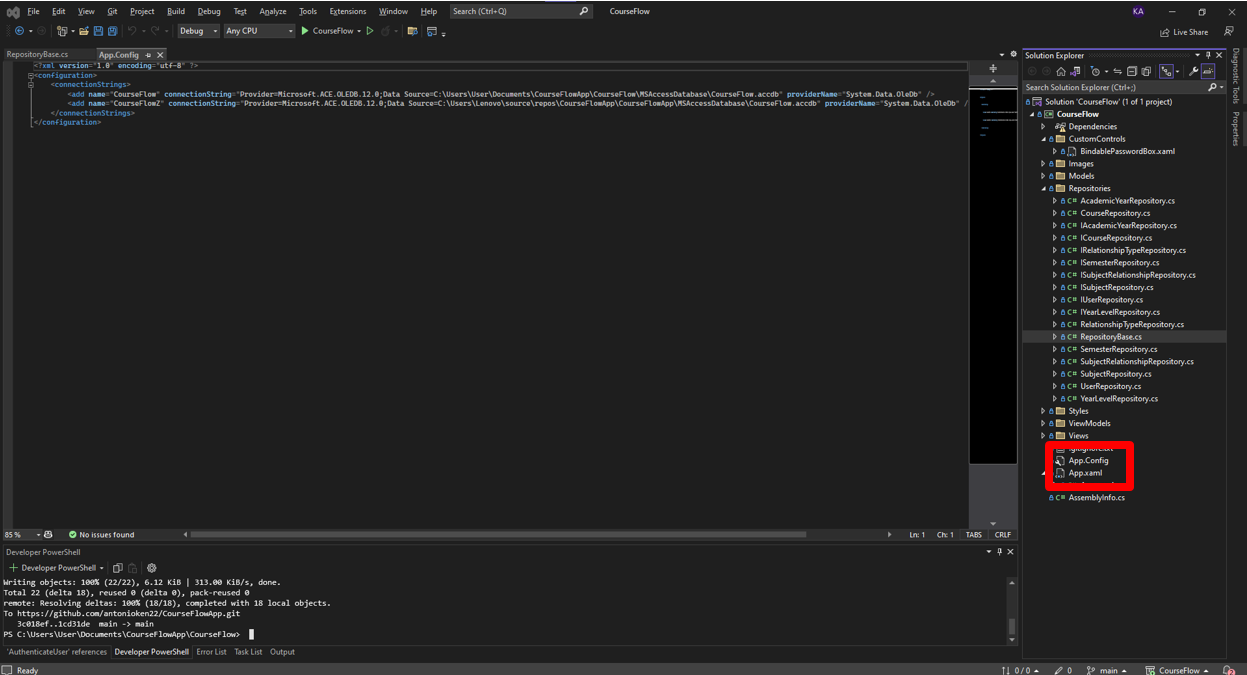 File Edit View Git Project Build Debug Test Analyze Tools Extensions Window Help Search (Ctrl+Q) CourseFlow KA
Debug Any CPU CourseFlow Live Share
RepositoryBase.cs App.Config
<?xml version="1.0" encoding="utf-8" ?>
<configuration>
<connectionStrings>
<add name="CourseFlow" connectionString="Provider=Microsoft.ACE.OLEDB.12.0;Data Source=C:\Users\User\Documents\CourseFlowApp\CourseFlow\MSAccessDatabase\CourseFlow.accdb" providerName="System.Data.OleDb" />
<add name="CourseFlowZ" connectionString="Provider=Microsoft.ACE.OLEDB.12.0;Data Source=C:\Users\Lenovo\source\repos\CourseFlowApp\CourseFlowApp\MSAccessDatabase\CourseFlow.accdb" providerName="System.Data.OleDb" /
</connectionStrings>
</configuration>
85 % No issues found Ln: 1 Ch: 1 TABS CRLF
Developer PowerShell
Developer PowerShell
Writing objects: 100% (22/22), 6.12 KiB | 313.00 KiB/s, done.
Total 22 (delta 18), reused 0 (delta 0), pack-reused 0
remote: Resolving deltas: 100% (18/18), completed with 18 local objects.
To https://github.com/antonioken22/CourseFlowApp.git
3c018ef..1cd31de main -> main
PS C:\Users\User\Documents\CourseFlowApp\CourseFlow>
'AuthenticateUser' references Developer PowerShell Error List Task List Output
Solution Explorer
Search Solution Explorer (Ctrl+;)
Solution 'CourseFlow' (1 of 1 project)
CourseFlow
Dependencies
CustomControls
BindablePasswordBox.xaml
Images
Models
Repositories
C# AcademicYearRepository.cs
C# CourseRepository.cs
C# IAcademicYearRepository.cs
C# ICourseRepository.cs
C# IRelationshipTypeRepository.cs
C# ISemesterRepository.cs
C# ISubjectRelationshipRepository.cs
C# ISubjectRepository.cs
C# IUserRepository.cs
C# IYearLevelRepository.cs
C# RelationshipTypeRepository.cs
C# RepositoryBase.cs
C# SemesterRepository.cs
C# SubjectRelationshipRepository.cs
C# SubjectRepository.cs
C# UserRepository.cs
C# YearLevelRepository.cs
Styles
ViewModels
Views
App.Config
App.xaml
C# AssemblyInfo.cs
Diagnostic Tools
Properties
Ready 0 / 0 0 main CourseFlow 2